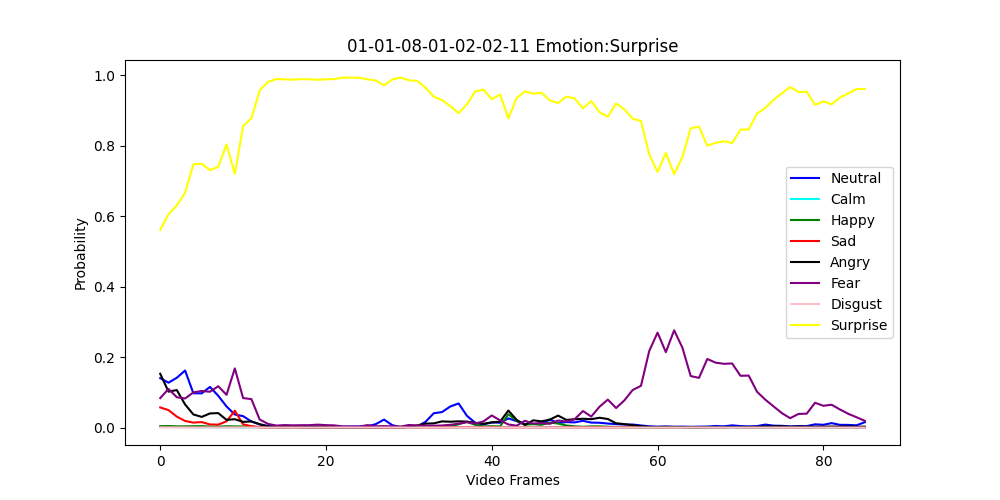 01-01-08-01-02-02-11 Emotion:Surprise
Probability
1.0
0.8
0.6
0.4
0.2
0.0
0
20
40
60
80
Video Frames
Neutral
Calm
Happy
Sad
Angry
Fear
Disgust
Surprise